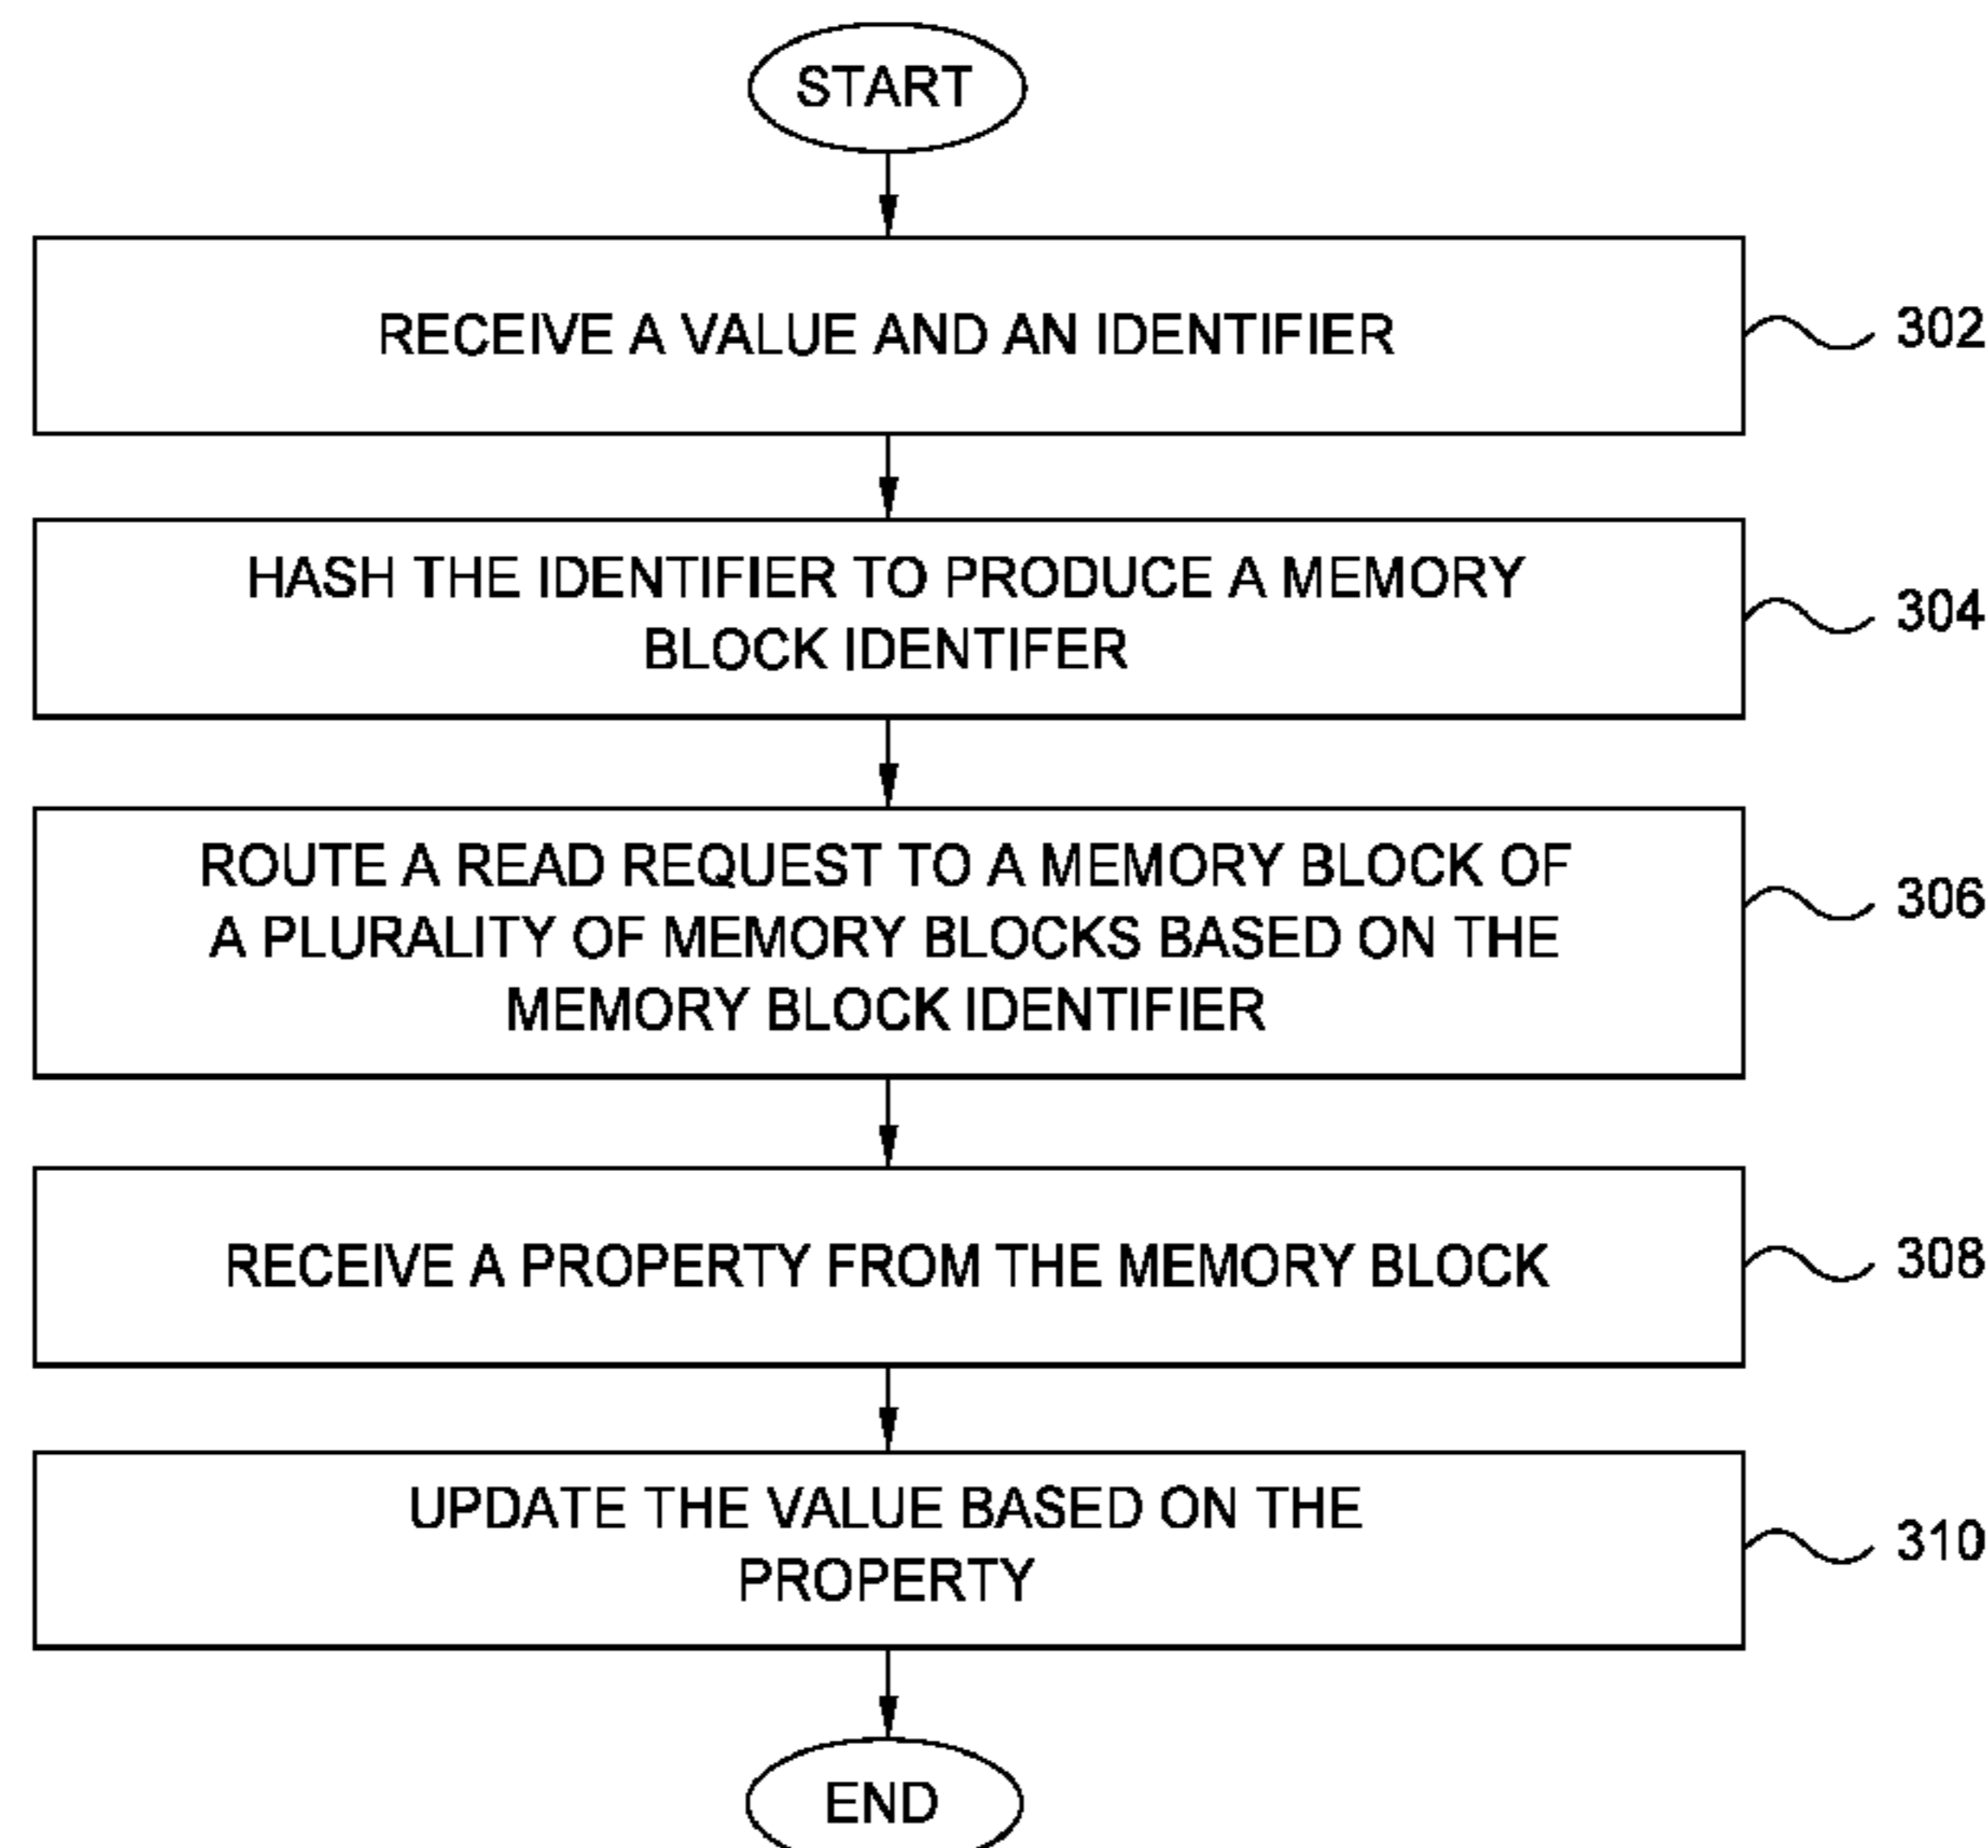 START
RECEIVE A VALUE AND AN IDENTIFIER
302
HASH THE IDENTIFIER TO PRODUCE A MEMORY
BLOCK IDENTIFER
304
ROUTE A READ REQUEST TO A MEMORY BLOCK OF
A PLURALITY OF MEMORY BLOCKS BASED ON THE
MEMORY BLOCK IDENTIFIER
306
RECEIVE A PROPERTY FROM THE MEMORY BLOCK
308
UPDATE THE VALUE BASED ON THE
PROPERTY
310
END